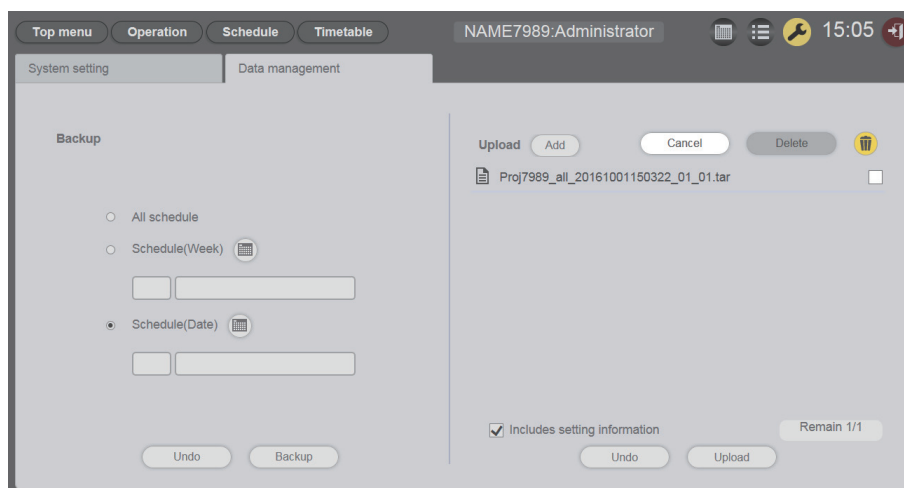 Top menu Operation Schedule Timetable NAME7989:Administrator 15:05
System setting Data management
Backup
All schedule
Schedule(Week)
Schedule(Date)
Undo Backup
Upload Add Cancel Delete
Proj7989_all_20161001150322_01_01.tar
Includes setting information Remain 1/1
Undo Upload